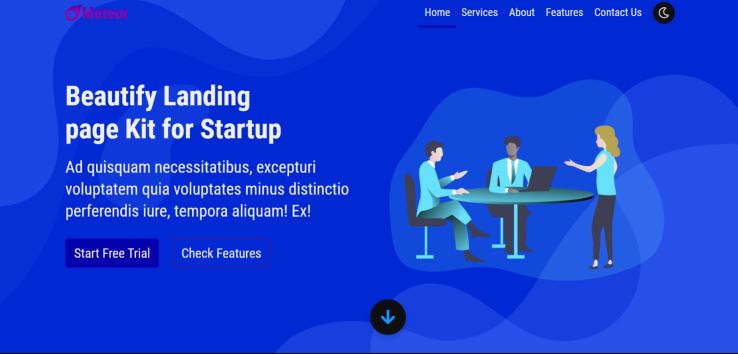 Meteor
Home Services About Features Contact Us
Beautify Landing
page Kit for Startup
Ad quisquam necessitatibus, excepturi
voluptatem quia voluptates minus distinctio
perferendis iure, tempora aliquam! Ex!
Start Free Trial Check Features